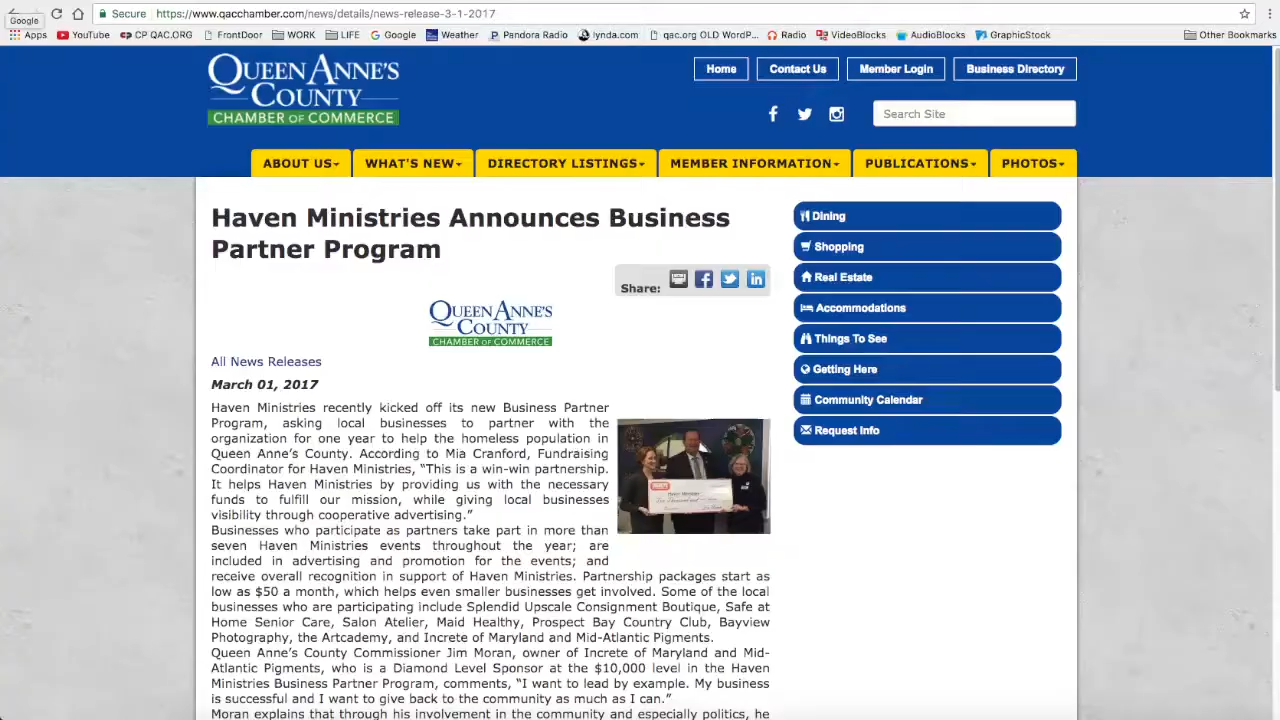 Secure https://www.qacchamber.com/news/details/news-release-3-1-2017
Google
Apps YouTube CP QAC.ORG FrontDoor WORK LIFE Google Weather Pandora Radio lynda.com qac.org OLD WordP... Radio VideoBlocks AudioBlocks GraphicStock Other Bookmarks
QUEEN ANNE'S
COUNTY
CHAMBER OF COMMERCE
Home Contact Us Member Login Business Directory
Search Site
ABOUT US WHAT'S NEW DIRECTORY LISTINGS MEMBER INFORMATION PUBLICATIONS PHOTOS
Haven Ministries Announces Business
Partner Program
Share:
QUEEN ANNE'S
COUNTY
CHAMBER OF COMMERCE
All News Releases
March 01, 2017
Haven Ministries recently kicked off its new Business Partner
Program, asking local businesses to partner with the
organization for one year to help the homeless population in
Queen Anne's County. According to Mia Cranford, Fundraising
Coordinator for Haven Ministries, “This is a win-win partnership.
It helps Haven Ministries by providing us with the necessary
funds to fulfill our mission, while giving local businesses
visibility through cooperative advertising.”
Businesses who participate as partners take part in more than
seven Haven Ministries events throughout the year; are
included in advertising and promotion for the events; and
receive overall recognition in support of Haven Ministries. Partnership packages start as
low as $50 a month, which helps even smaller businesses get involved. Some of the local
businesses who are participating include Splendid Upscale Consignment Boutique, Safe at
Home Senior Care, Salon Atelier, Maid Healthy, Prospect Bay Country Club, Bayview
Photography, the Artcademy, and Increte of Maryland and Mid-Atlantic Pigments.
Queen Anne's County Commissioner Jim Moran, owner of Increte of Maryland and Mid-
Atlantic Pigments, who is a Diamond Level Sponsor at the $10,000 level in the Haven
Ministries Business Partner Program, comments, “I want to lead by example. My business
is successful and I want to give back to the community as much as I can.”
Moran explains that through his involvement in the community and especially politics, he
Dining
Shopping
Real Estate
Accommodations
Things To See
Getting Here
Community Calendar
Request Info